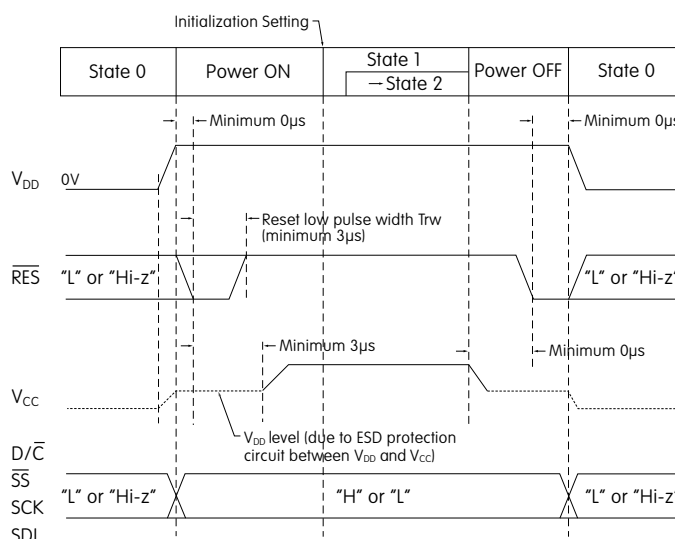 Initialization Setting
State 0
Power ON
State 1
→ State 2
Power OFF
State 0
Minimum 0µs
Minimum 0µs
VDD
0V
Reset low pulse width Trw
(minimum 3µs)
RES
"L" or "Hi-z"
"L" or "Hi-z"
Minimum 3µs
Minimum 0µs
VCC
VDD level (due to ESD protection
circuit between VDD and VCC)
D/C
SS
SCK
SDI
"L" or "Hi-z"
"H" or "L"
"L" or "Hi-z"